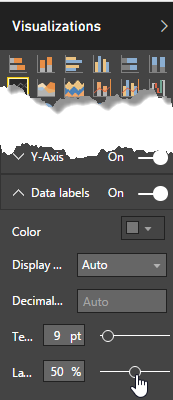 Visualizations
Y-Axis On
Data labels On
Color
Display ... Auto
Decimal... Auto
Te... 9 pt
La... 50 %